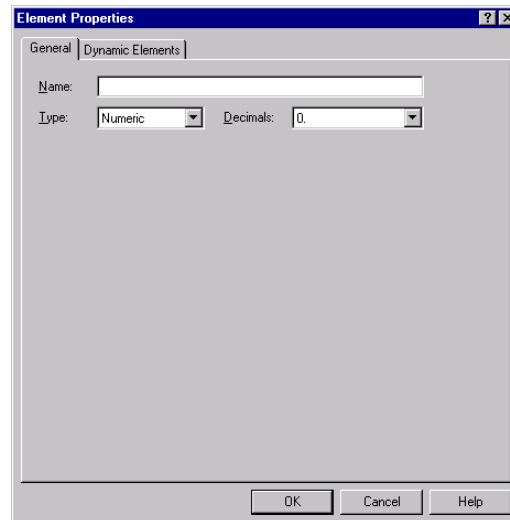 Element Properties ? ×
General Dynamic Elements
Name:
Type: Numeric Decimals: 0.
OK Cancel Help